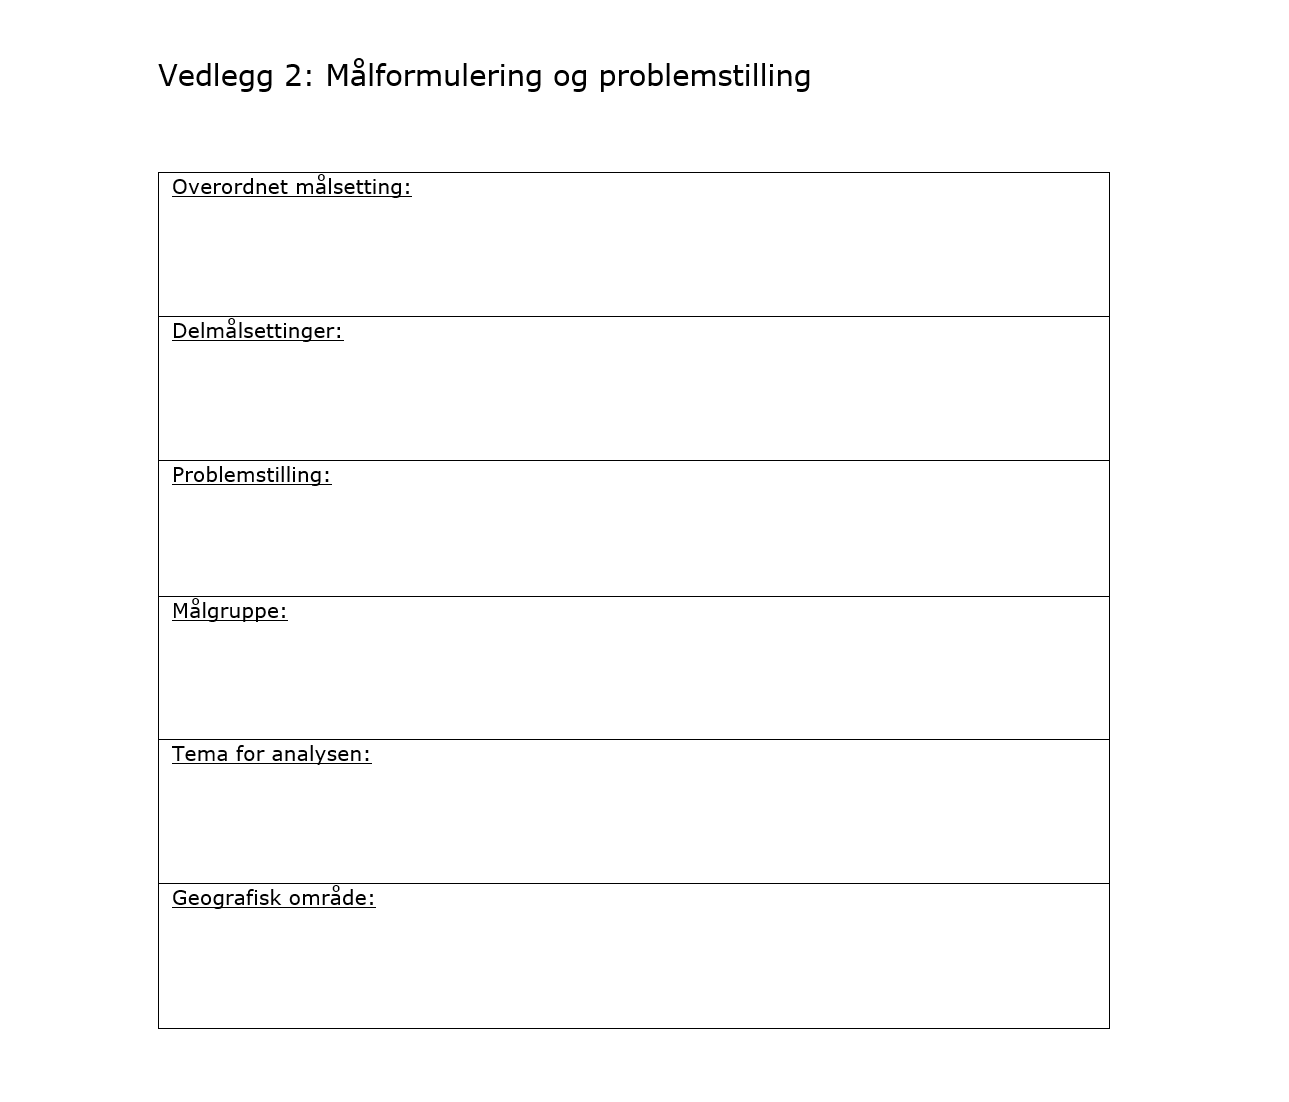 Vedlegg 2: Målformulering og problemstilling
Overordnet målsetting:
Delmålsettinger:
Problemstilling:
Målgruppe:
Tema for analysen:
Geografisk område: